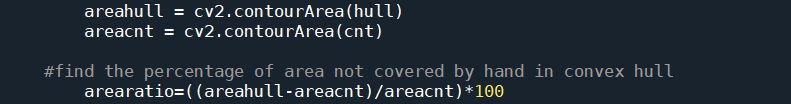 areahull = cv2.contourArea(hull)
areacnt = cv2.contourArea(cnt)
#find the percentage of area not covered by hand in convex hull
arearatio=((areahull-areacnt)/areacnt)*100